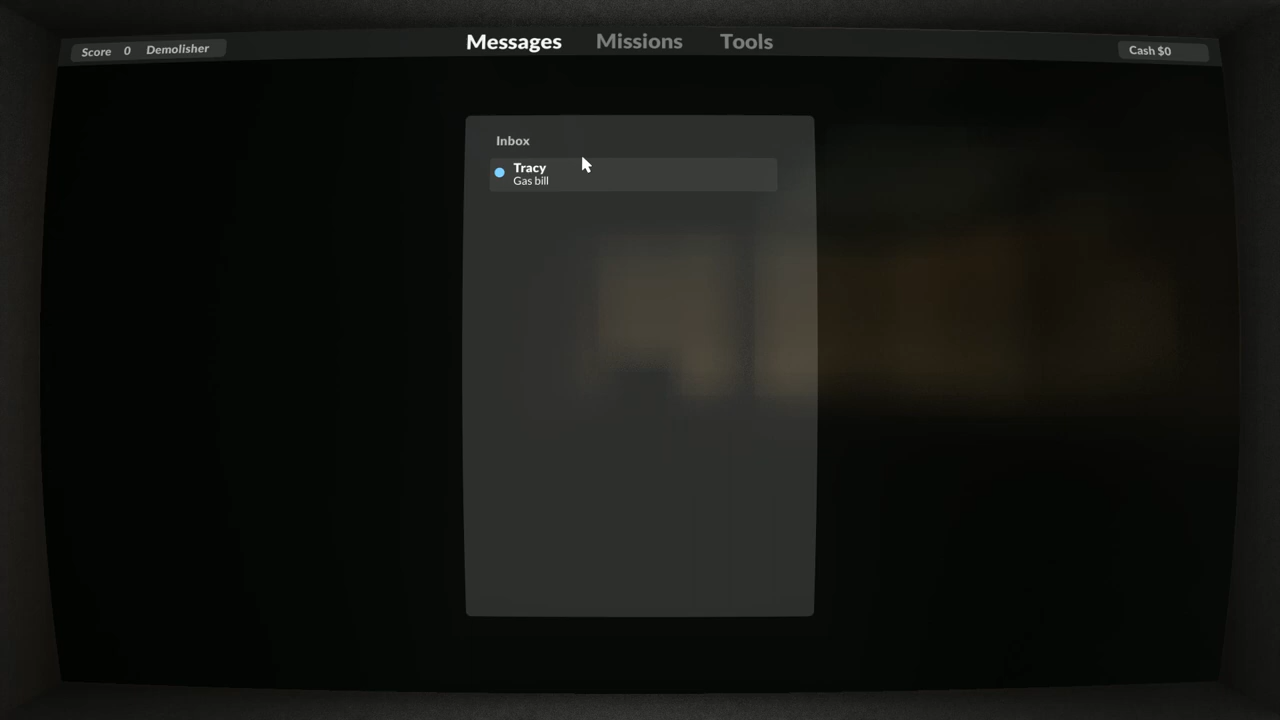 Score 0 Demolisher
Messages Missions Tools
Cash $0
Inbox
Tracy
Gas bill